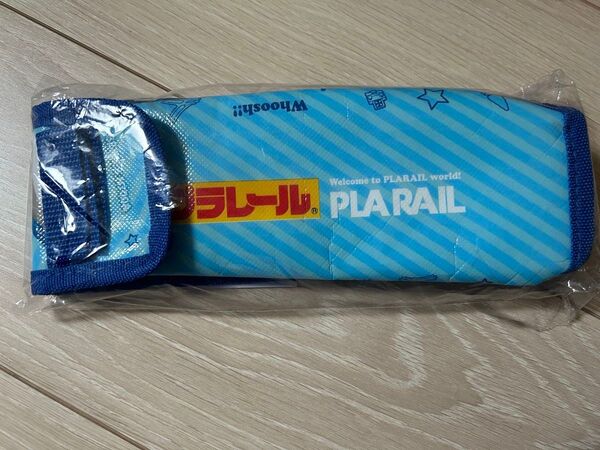 Whoosh!!
Welcome to PLARAIL world!
プラレール®
PLARAIL